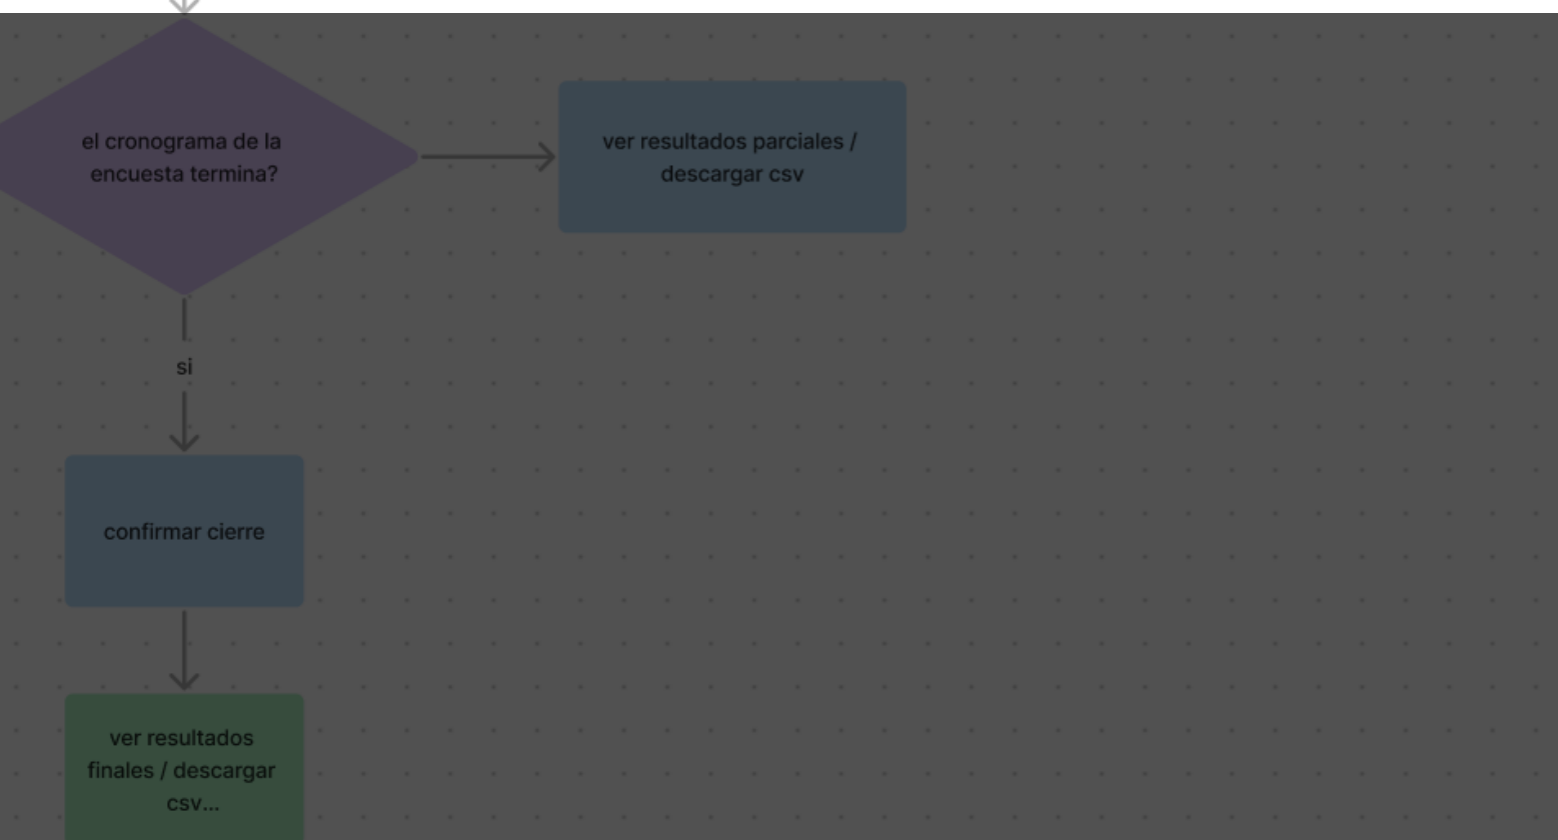 el cronograma de la
encuesta termina?
ver resultados parciales /
descargar csv
si
confirmar cierre
ver resultados
finales / descargar
csv...